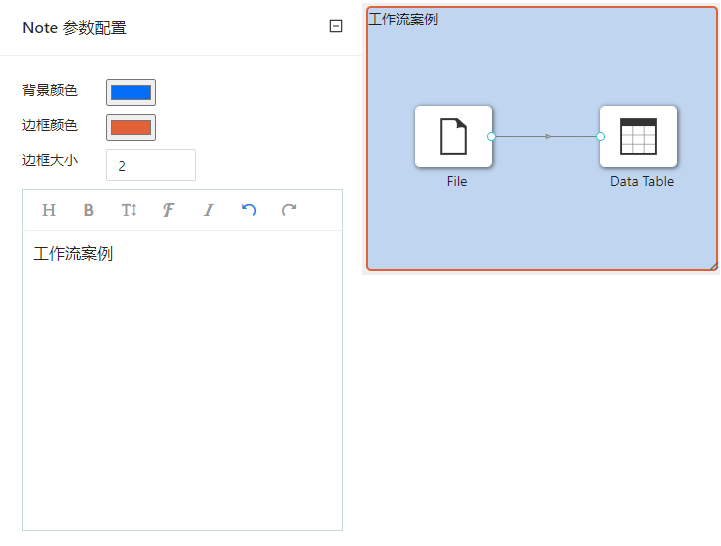 Note 参数配置
背景颜色
边框颜色
边框大小
2
H B T F I
工作流案例
工作流案例
File
Data Table